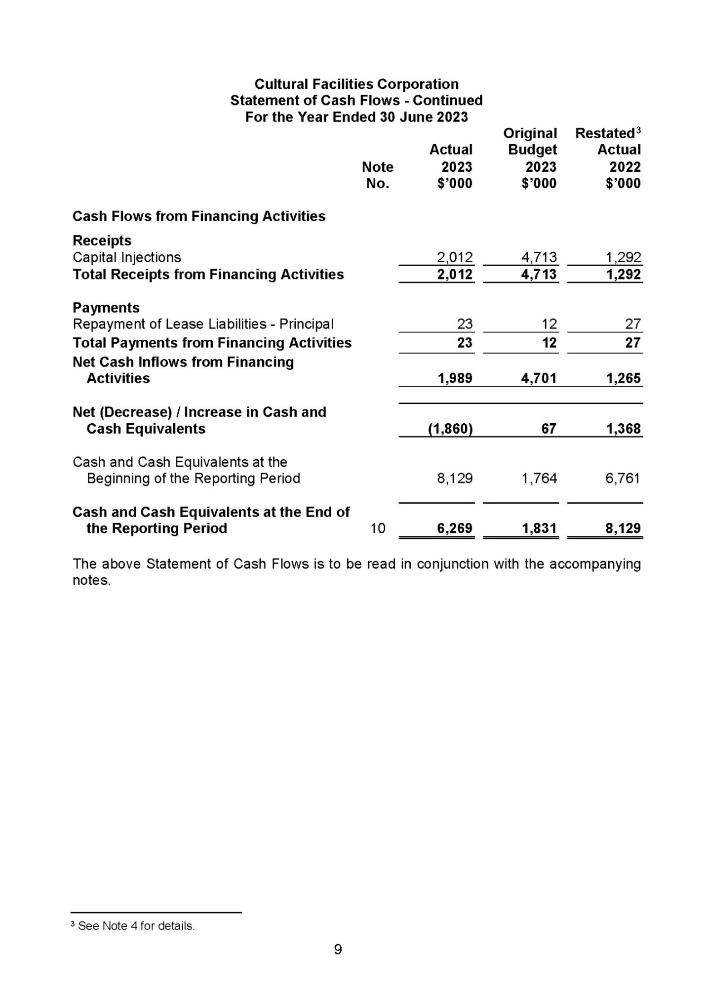 Cultural Facilities Corporation
Statement of Cash Flows - Continued
For the Year Ended 30 June 2023
Original Restated³
Actual Budget Actual
Note 2023 2023 2022
No. $’000 $’000 $’000
Cash Flows from Financing Activities
Receipts
Capital Injections 2,012 4,713 1,292
Total Receipts from Financing Activities 2,012 4,713 1,292
Payments
Repayment of Lease Liabilities - Principal 23 12 27
Total Payments from Financing Activities 23 12 27
Net Cash Inflows from Financing
Activities 1,989 4,701 1,265
Net (Decrease) / Increase in Cash and
Cash Equivalents (1,860) 67 1,368
Cash and Cash Equivalents at the
Beginning of the Reporting Period 8,129 1,764 6,761
Cash and Cash Equivalents at the End of
the Reporting Period 10 6,269 1,831 8,129
The above Statement of Cash Flows is to be read in conjunction with the accompanying
notes.
³ See Note 4 for details.
9